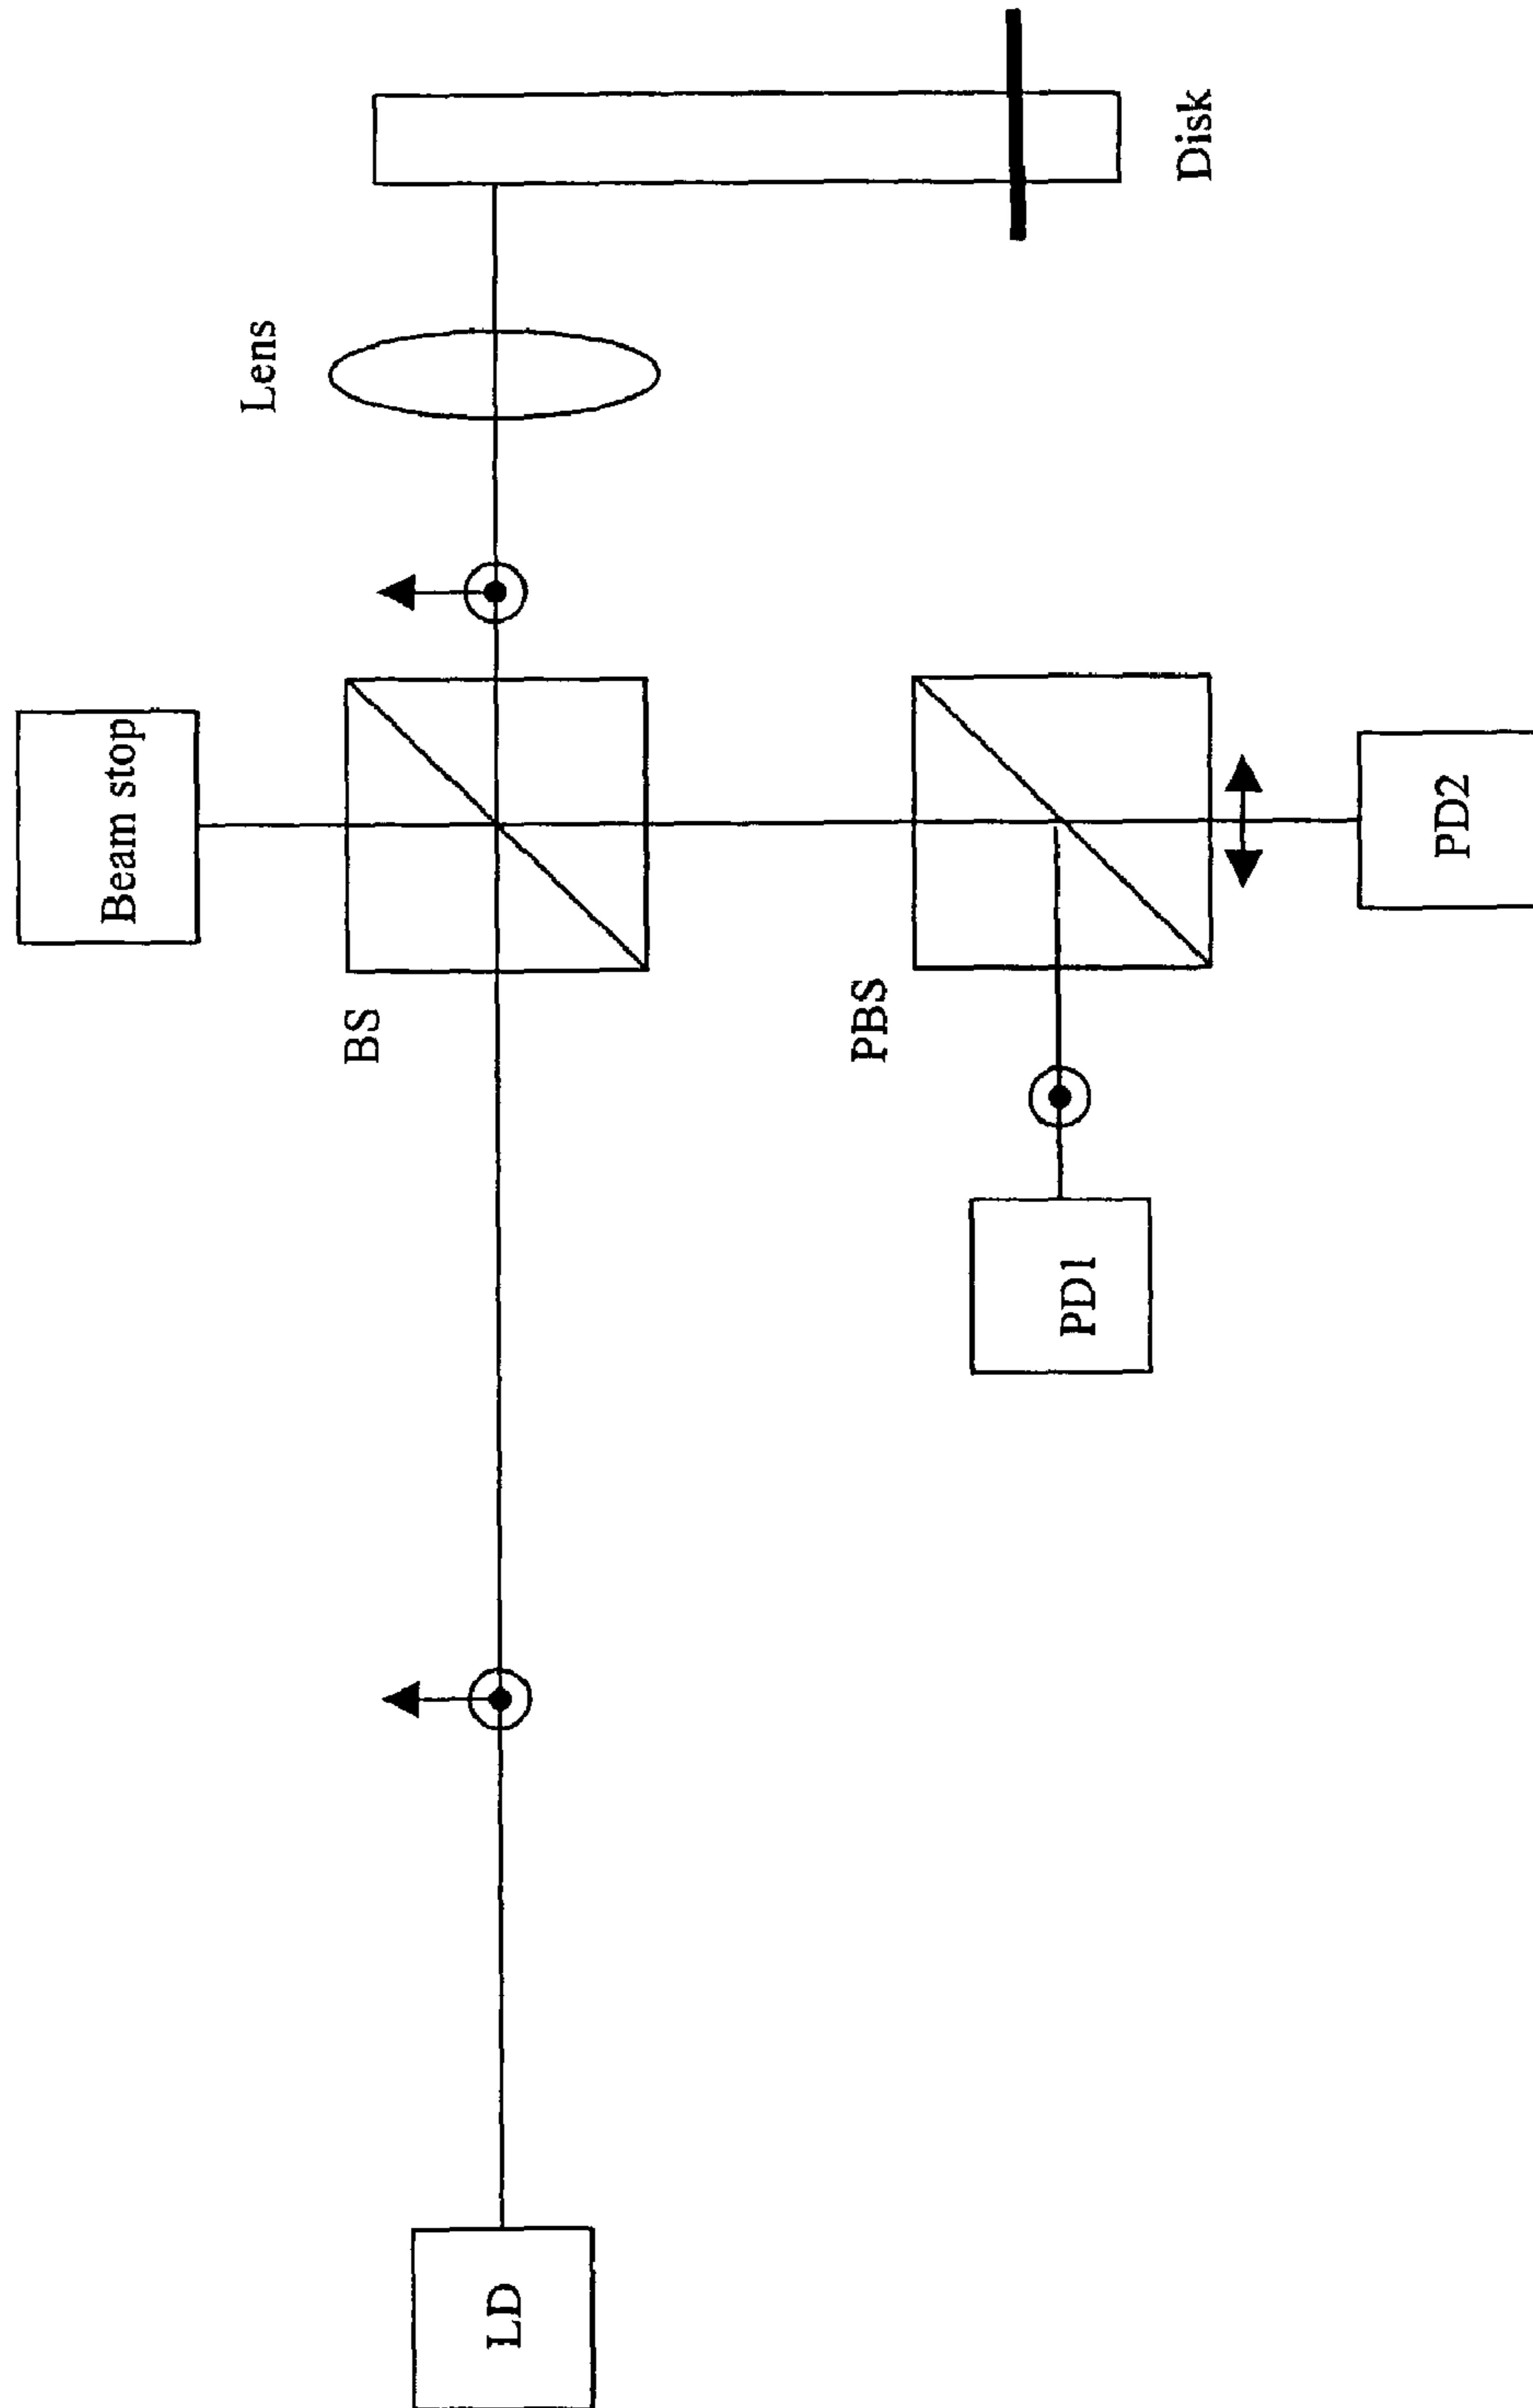 Beam stop
BS
Lens
Disk
PBS
PD1
PD2
LD